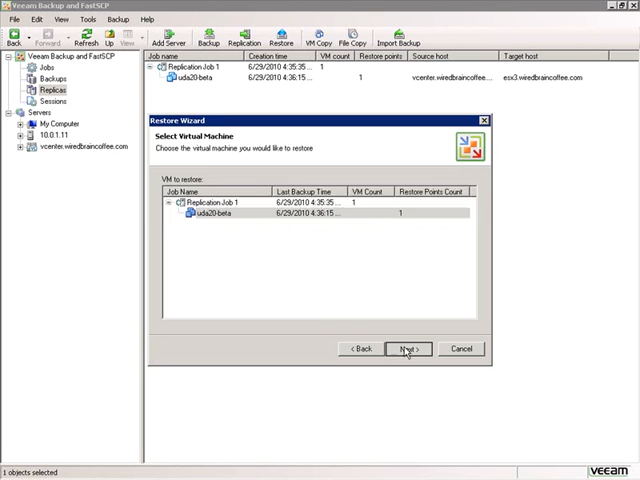 Veeam Backup and FastSCP
File Edit View Tools Backup Help
Back Forward Refresh Up Add Server Backup Replication Restore VM Copy File Copy Import Backup
Veeam Backup and FastSCP
Jobs
Backups
Replicas
Sessions
Servers
My Computer
10.0.1.11
vcenter.wiredbraincoffee.com
Job name Creation time VM count Restore points Source host Target host
Replication Job 1 6/29/2010 4:35:35... 1
uda20-beta 6/29/2010 4:36:15... 1 vcenter.wiredbraincoffee.... esx3.wiredbraincoffee.com
Restore Wizard
Select Virtual Machine
Choose the virtual machine you would like to restore
VM to restore:
Job Name Last Backup Time VM Count Restore Points Count
Replication Job 1 6/29/2010 4:35:35 ... 1
uda20-beta 6/29/2010 4:36:15 ... 1
< Back Next > Cancel
1 objects selected
veeam